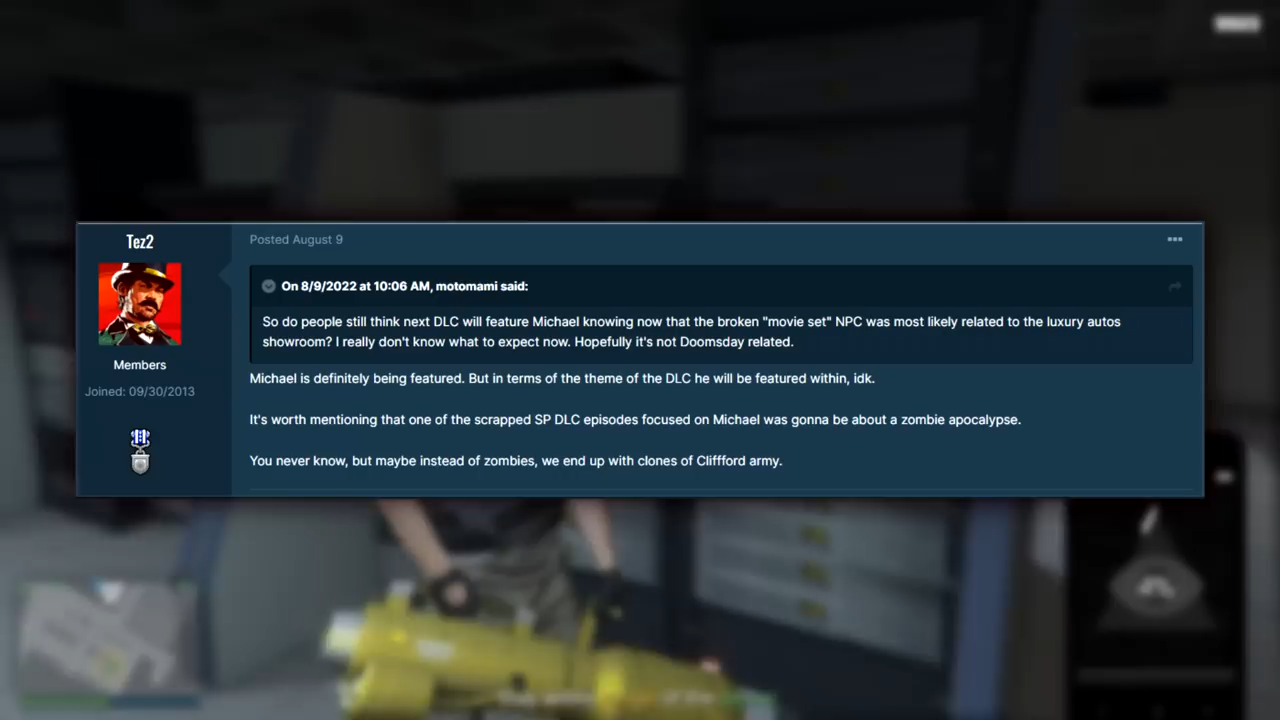 Tez2
Posted August 9
On 8/9/2022 at 10:06 AM, motomami said:
So do people still think next DLC will feature Michael knowing now that the broken "movie set" NPC was most likely related to the luxury autos
showroom? I really don't know what to expect now. Hopefully it's not Doomsday related.
Members
Joined: 09/30/2013
Michael is definitely being featured. But in terms of the theme of the DLC he will be featured within, idk.
It's worth mentioning that one of the scrapped SP DLC episodes focused on Michael was gonna be about a zombie apocalypse.
You never know, but maybe instead of zombies, we end up with clones of Cliffford army.